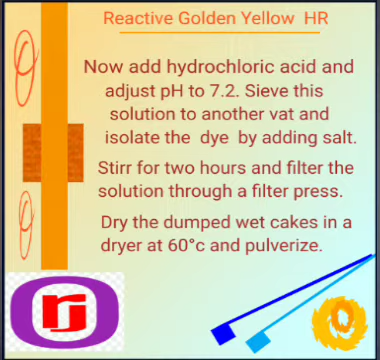 Reactive Golden Yellow HR
Now add hydrochloric acid and
adjust pH to 7.2. Sieve this
solution to another vat and
isolate the dye by adding salt.
Stirr for two hours and filter the
solution through a filter press.
Dry the dumped wet cakes in a
dryer at 60°c and pulverize.